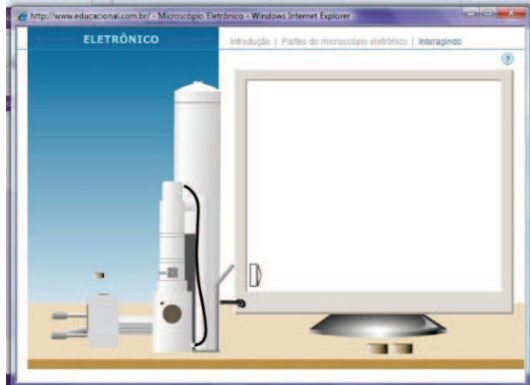 http://www.educacional.com.br/ - Microscópio Eletrônico - Windows Internet Explorer
ELETRÔNICO
Introdução | Partes do microscópio eletrônico | Interagindo
?